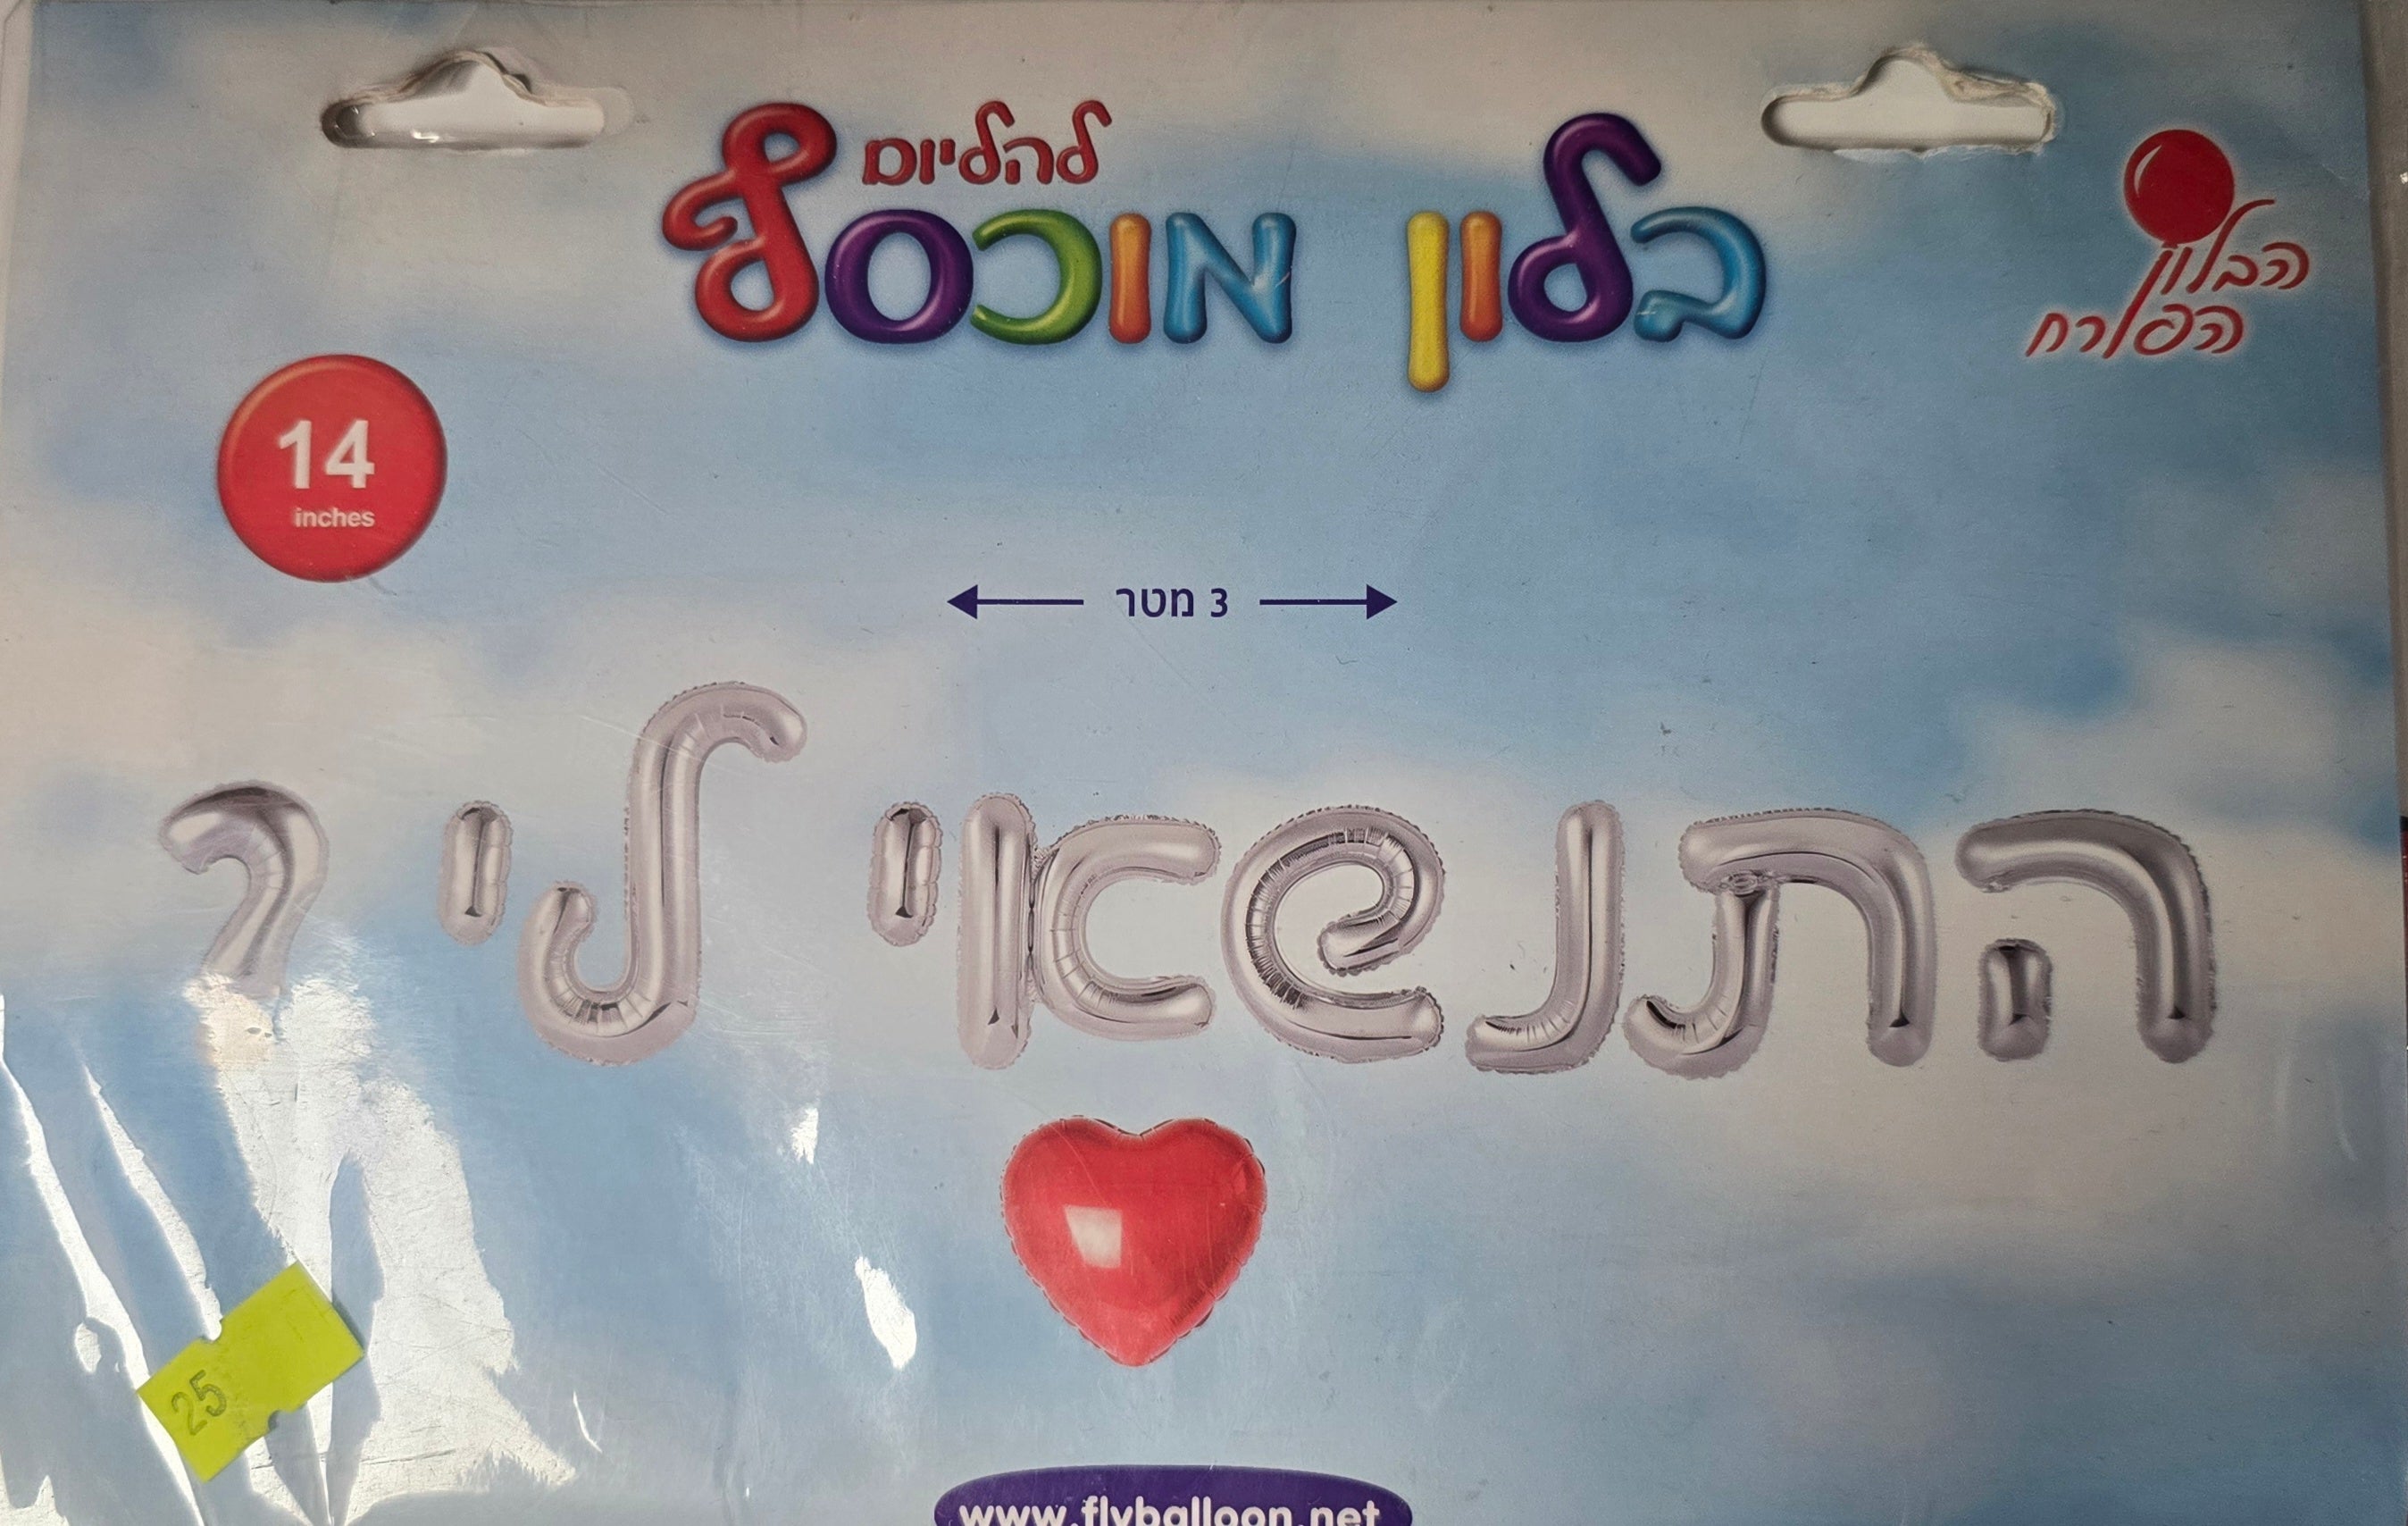 להליום
בלון מוכסף
הבלון
הפורח
14
inches
3 מטר
התנשאי לי ?
25
www.flyballoon.net